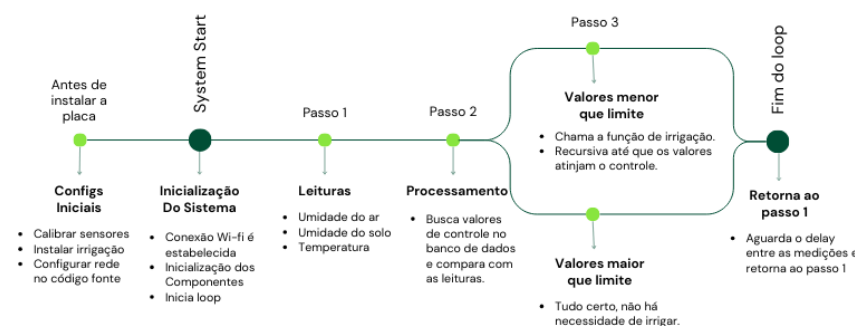 Antes de
instalar a
placa
Configs
Iniciais
• Calibrar sensores
• Instalar irrigação
• Configurar rede
no código fonte
System Start
Inicialização
Do Sistema
• Conexão Wi-fi é
estabelecida
• Inicialização dos
Componentes
• Inicia loop
Passo 1
Leituras
• Umidade do ar
• Umidade do solo
• Temperatura
Passo 2
Processamento
• Busca valores
de controle no
banco de dados
e compara com
as leituras.
Passo 3
Valores menor
que limite
• Chama a função de irrigação.
• Recursiva até que os valores
atinjam o controle.
Valores maior
que limite
• Tudo certo, não há
necessidade de irrigar.
Fim do loop
Retorna ao
passo 1
• Aguarda o delay
entre as medições e
retorna ao passo 1